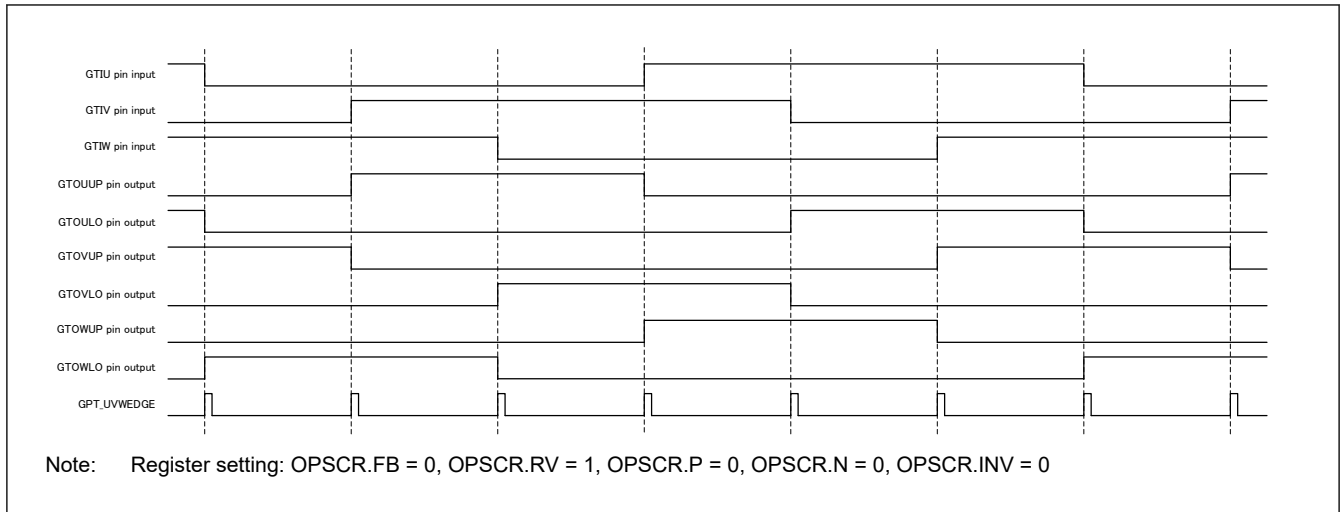 GTIU pin input
GTIV pin input
GTIW pin input
GTOUUP pin output
GTOULO pin output
GTOVUP pin output
GTOVLO pin output
GTOWUP pin output
GTOWLO pin output
GPT_UVWEDGE
Note: Register setting: OPSCR.FB = 0, OPSCR.RV = 1, OPSCR.P = 0, OPSCR.N = 0, OPSCR.INV = 0